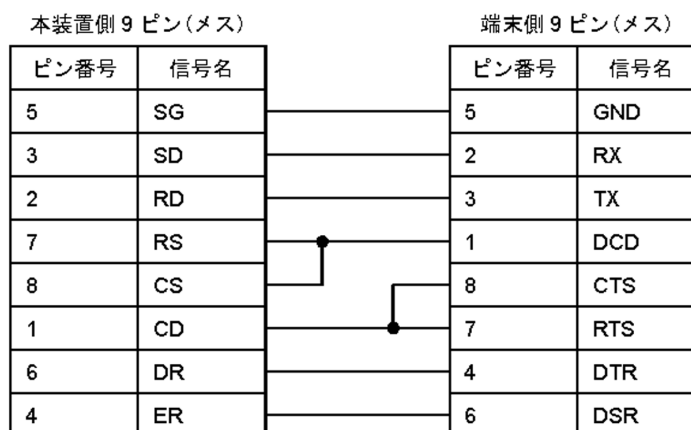 本装置側 9 ピン(メス) 端末側 9 ピン(メス)
ピン番号 信号名 ピン番号 信号名
5 SG 5 GND
3 SD 2 RX
2 RD 3 TX
7 RS 1 DCD
8 CS 8 CTS
1 CD 7 RTS
6 DR 4 DTR
4 ER 6 DSR